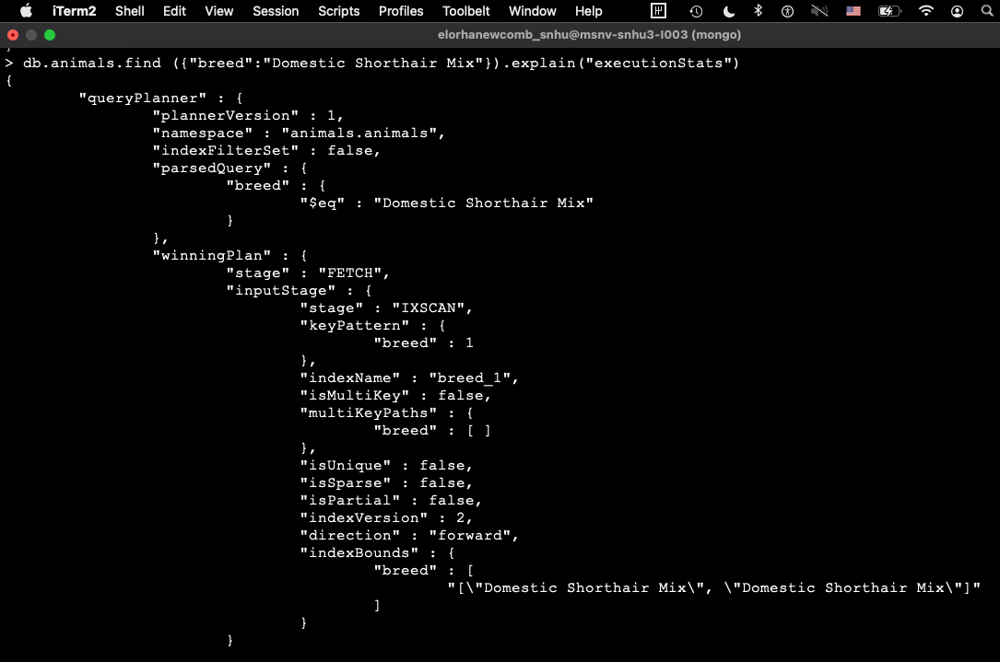 iTerm2 Shell Edit View Session Scripts Profiles Toolbelt Window Help
elorhanewcomb_snhu@msnv-snhu3-l003 (mongo)
}
> db.animals.find ({"breed":"Domestic Shorthair Mix"}).explain("executionStats")
{
        "queryPlanner" : {
                "plannerVersion" : 1,
                "namespace" : "animals.animals",
                "indexFilterSet" : false,
                "parsedQuery" : {
                        "breed" : {
                                "$eq" : "Domestic Shorthair Mix"
                        }
                },
                "winningPlan" : {
                        "stage" : "FETCH",
                        "inputStage" : {
                                "stage" : "IXSCAN",
                                "keyPattern" : {
                                        "breed" : 1
                                },
                                "indexName" : "breed_1",
                                "isMultiKey" : false,
                                "multiKeyPaths" : {
                                        "breed" : [ ]
                                },
                                "isUnique" : false,
                                "isSparse" : false,
                                "isPartial" : false,
                                "indexVersion" : 2,
                                "direction" : "forward",
                                "indexBounds" : {
                                        "breed" : [
                                                "[\"Domestic Shorthair Mix\", \"Domestic Shorthair Mix\"]"
                                        ]
                                }
                        }